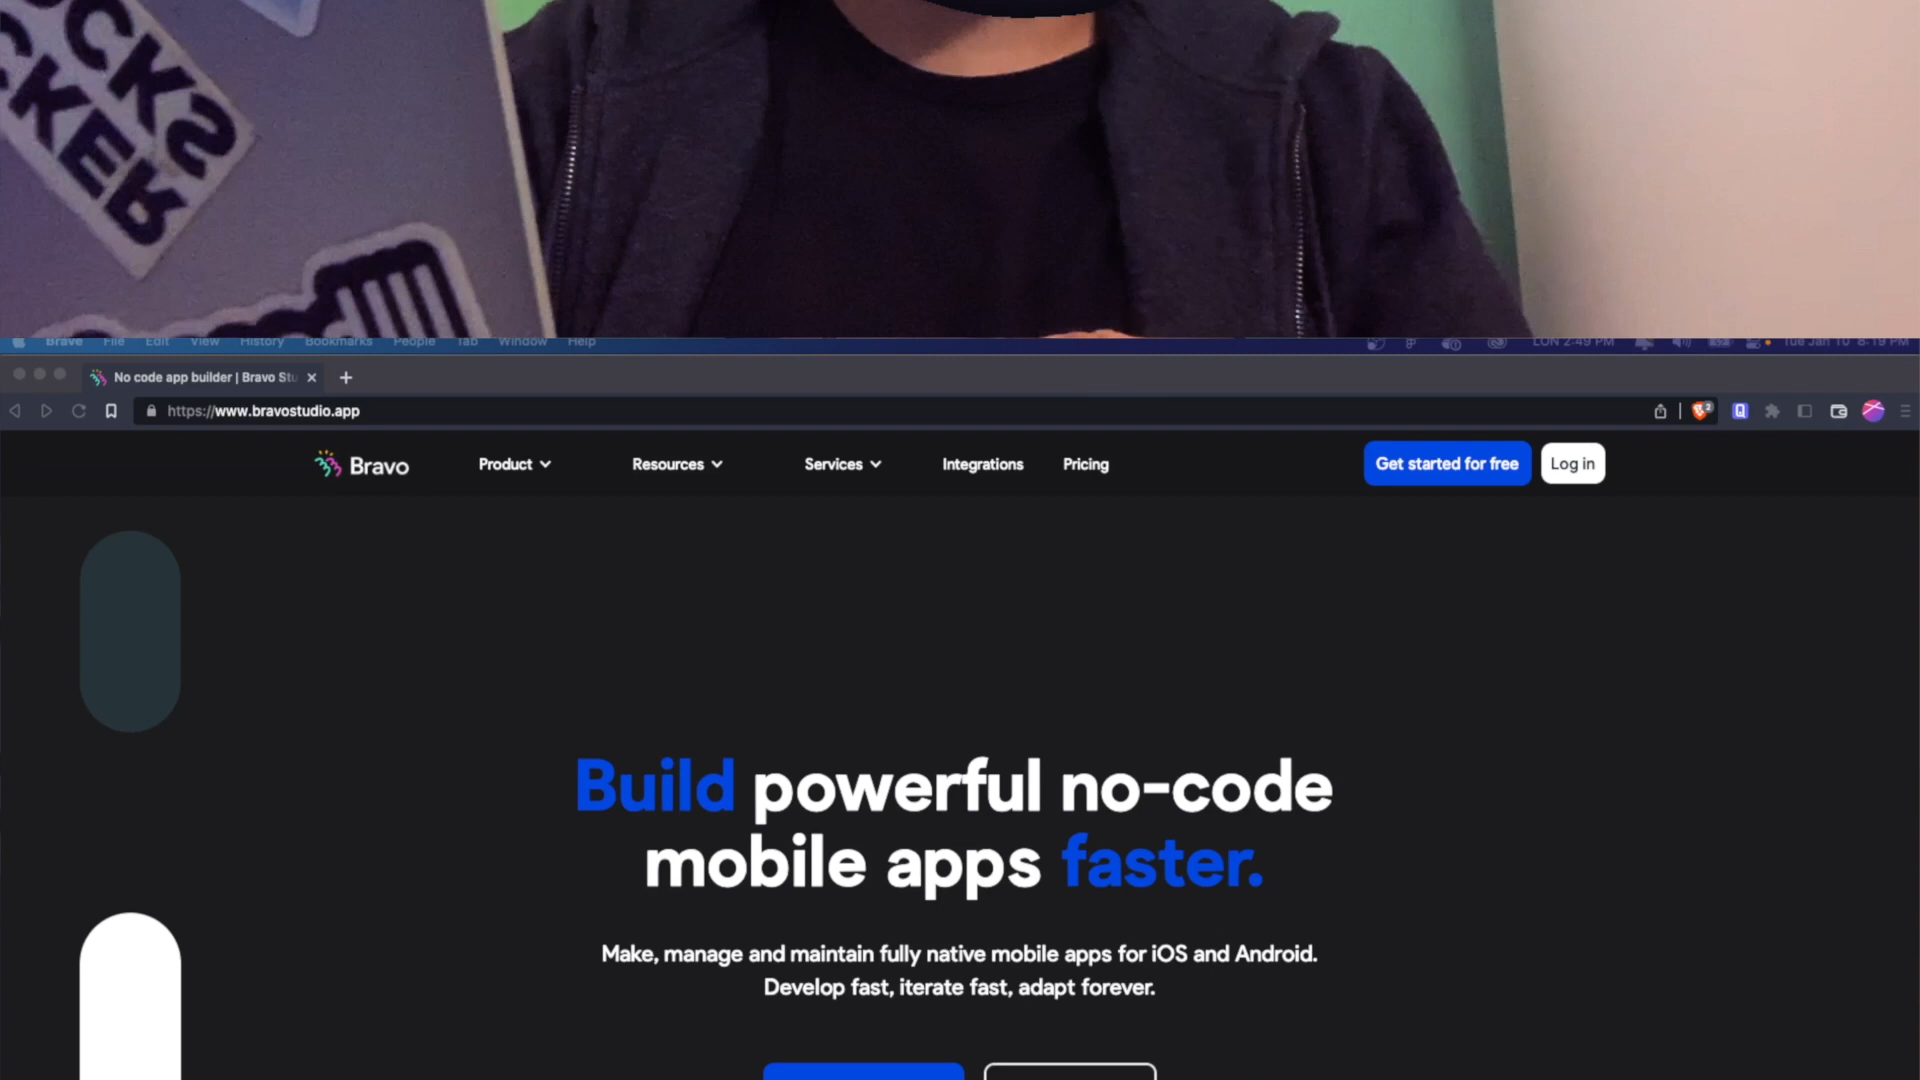 OCKS
CKER
Brave File Edit View History Bookmarks People Tab Window Help LON 2:49 PM Tue Jan 10 8:19 PM
No code app builder | Bravo Stu
https://www.bravostudio.app
2
Bravo Product Resources Services Integrations Pricing Get started for free Log in
Build powerful no-code
mobile apps faster.
Make, manage and maintain fully native mobile apps for iOS and Android.
Develop fast, iterate fast, adapt forever.